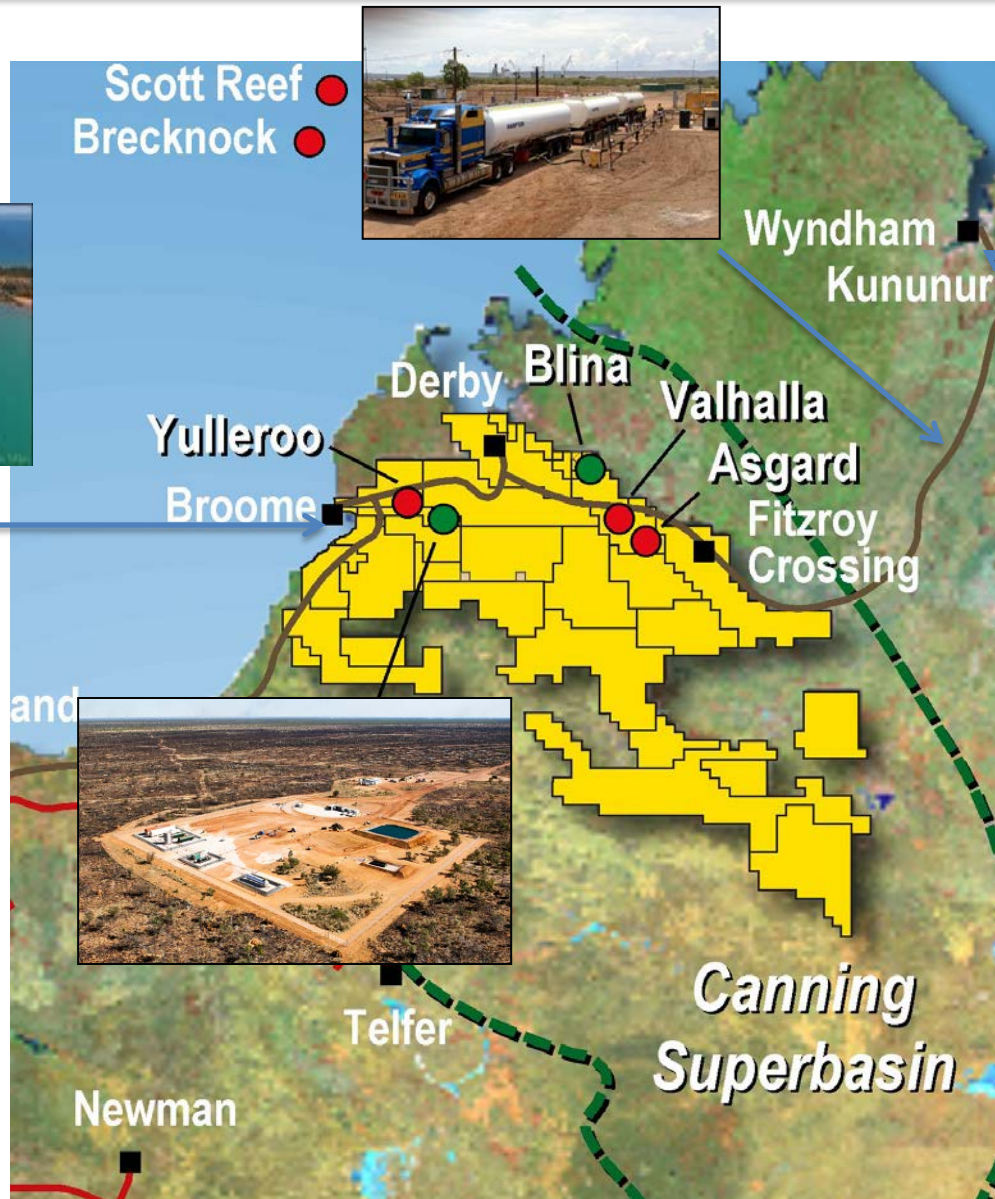 Scott Reef
Brecknock
Wyndham
Kununur
Derby
Blina
Valhalla
Yulleroo
Asgard
Broome
Fitzroy
Crossing
and
Canning
Superbasin
Telfer
Newman